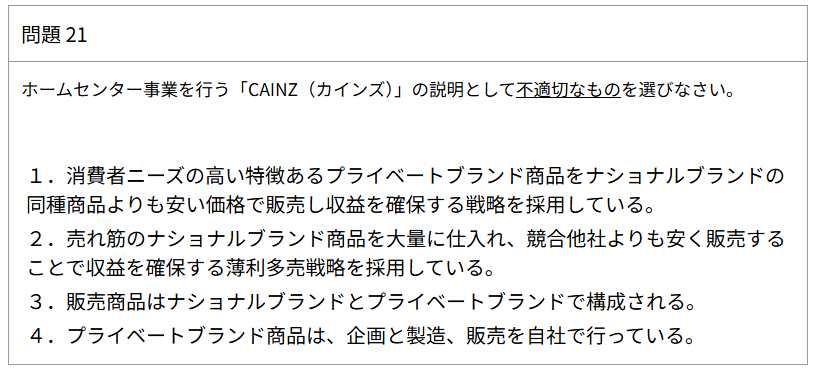 問題 21
ホームセンター事業を行う「CAINZ（カインズ）」の説明として不適切なものを選びなさい。
１．消費者ニーズの高い特徴あるプライベートブランド商品をナショナルブランドの
同種商品よりも安い価格で販売し収益を確保する戦略を採用している。
２．売れ筋のナショナルブランド商品を大量に仕入れ、競合他社よりも安く販売する
ことで収益を確保する薄利多売戦略を採用している。
３．販売商品はナショナルブランドとプライベートブランドで構成される。
４．プライベートブランド商品は、企画と製造、販売を自社で行っている。